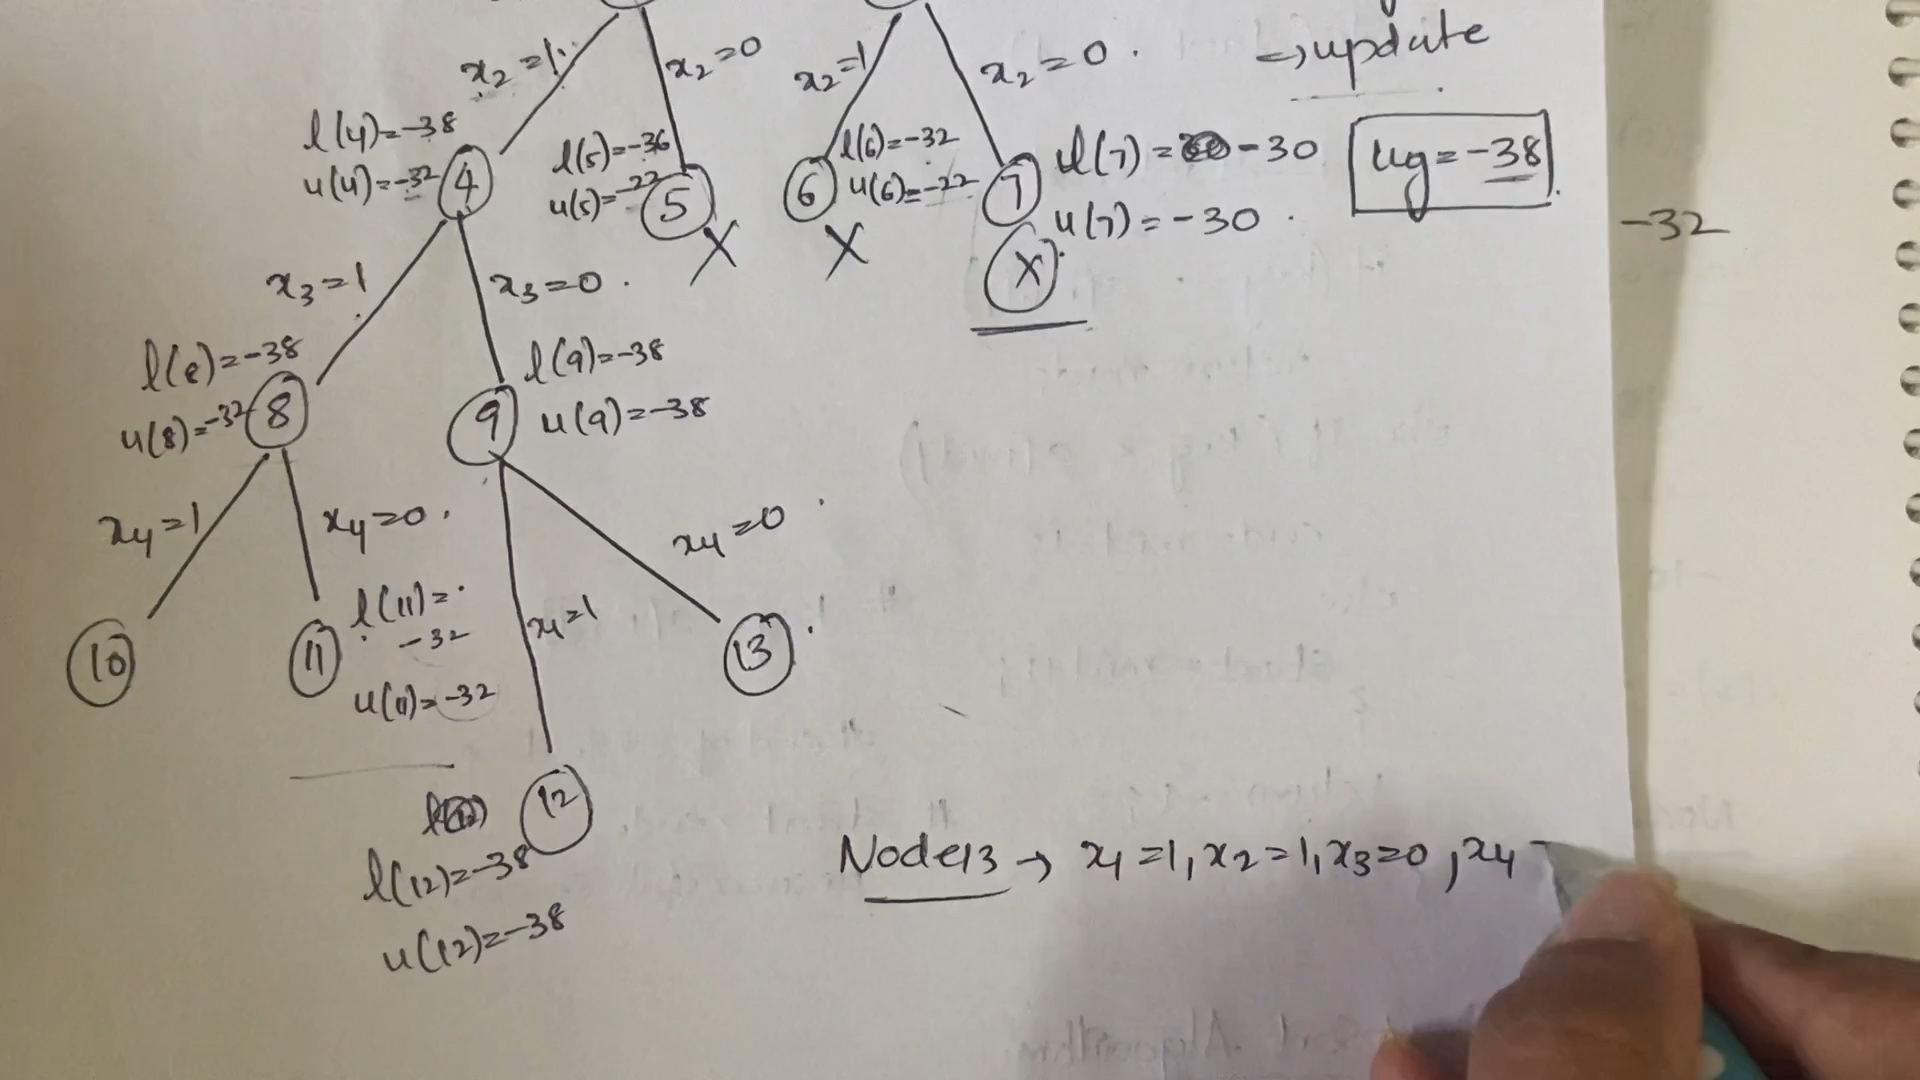 x2=1
x2=0
x2=1
x2=0
→ update
l(4)=-38
u(4)=-32
4
l(5)=-36
u(5)=-22
5
X
6
l(6)=-32
u(6)=-22
X
7
l(7)= -30
u(7)=-30
X
ug=-38
-32
x3=1
x3=0
l(8)=-38
u(8)=-32
8
9
l(9)=-38
u(9)=-38
x4=1
x4=0
x4=1
x4=0
10
11
l(11)=
-32
u(11)=-32
13
12
l(12)=-38
u(12)=-38
Node13 → x1=1, x2=1, x3=0, x4